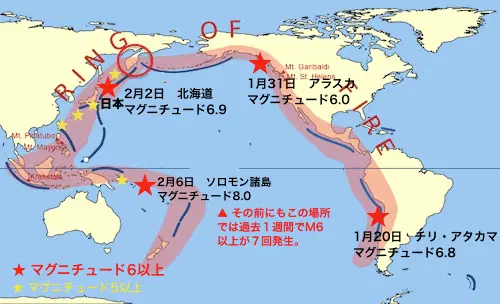 RING OF FIRE
Mt. Garibaldi
Mt. St. Helens
1月31日　アラスカ
マグニチュード6.0
日本
2月2日　北海道
マグニチュード6.9
Mt. Pinatubo
Mt. Mayon
Krakatoa
2月6日　ソロモン諸島
マグニチュード8.0
▲ その前にもこの場所
では過去１週間でM6
以上が７回発生。
1月20日　チリ・アタカマ
マグニチュード6.8
★ マグニチュード6以上
★ マグニチュード5以上